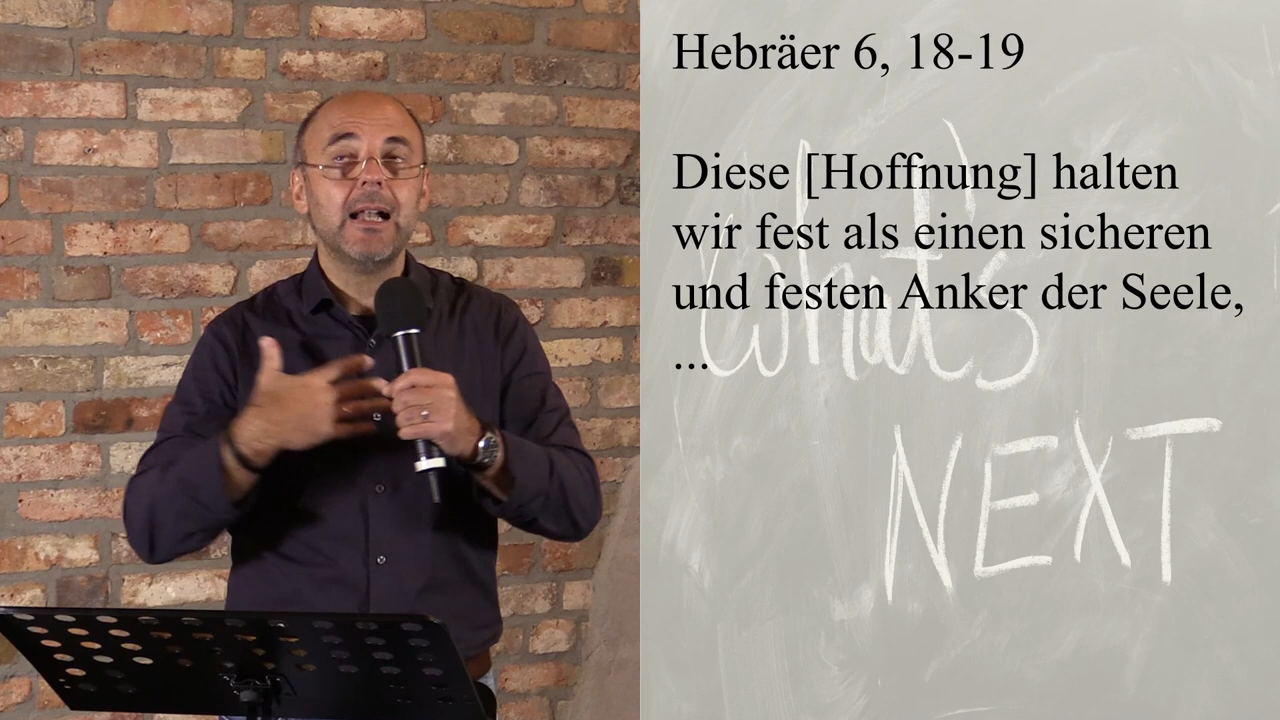 Hebräer 6, 18-19
Diese [Hoffnung] halten
wir fest als einen sicheren
und festen Anker der Seele,
...
What's
NEXT